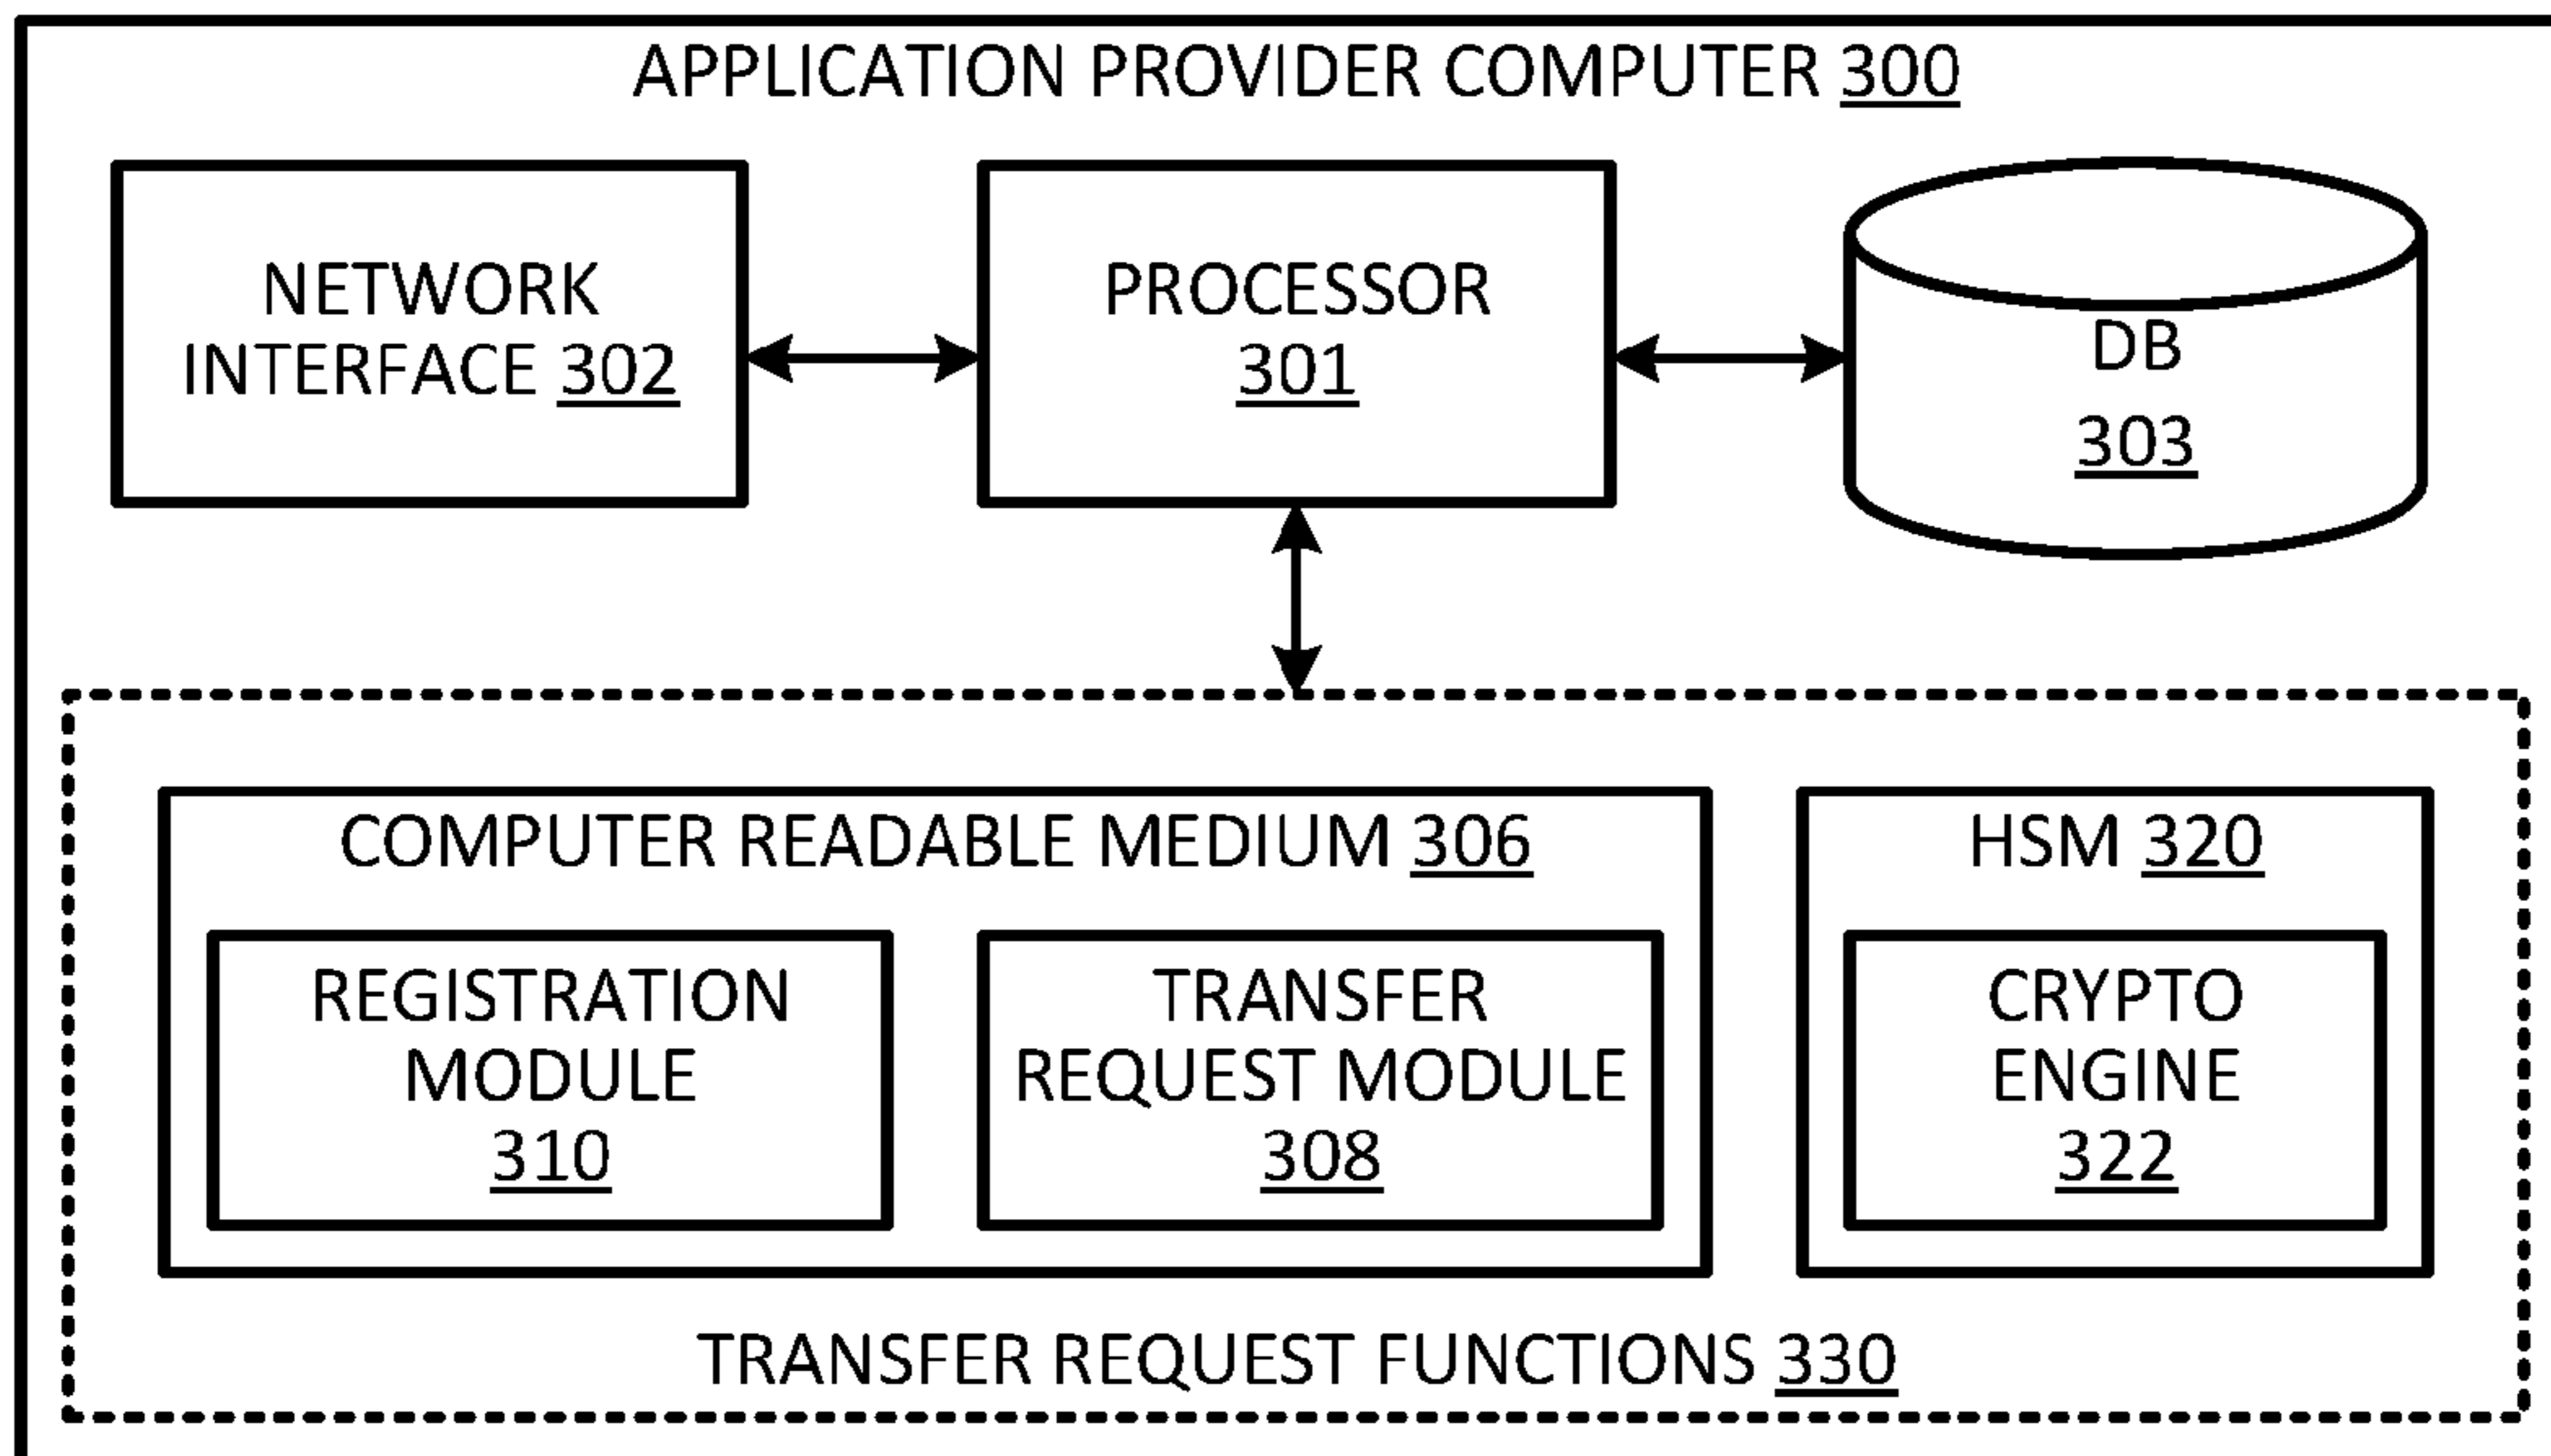 APPLICATION PROVIDER COMPUTER 300
NETWORK
INTERFACE 302
PROCESSOR
301
DB
303
COMPUTER READABLE MEDIUM 306
REGISTRATION
MODULE
310
TRANSFER
REQUEST MODULE
308
HSM 320
CRYPTO
ENGINE
322
TRANSFER REQUEST FUNCTIONS 330